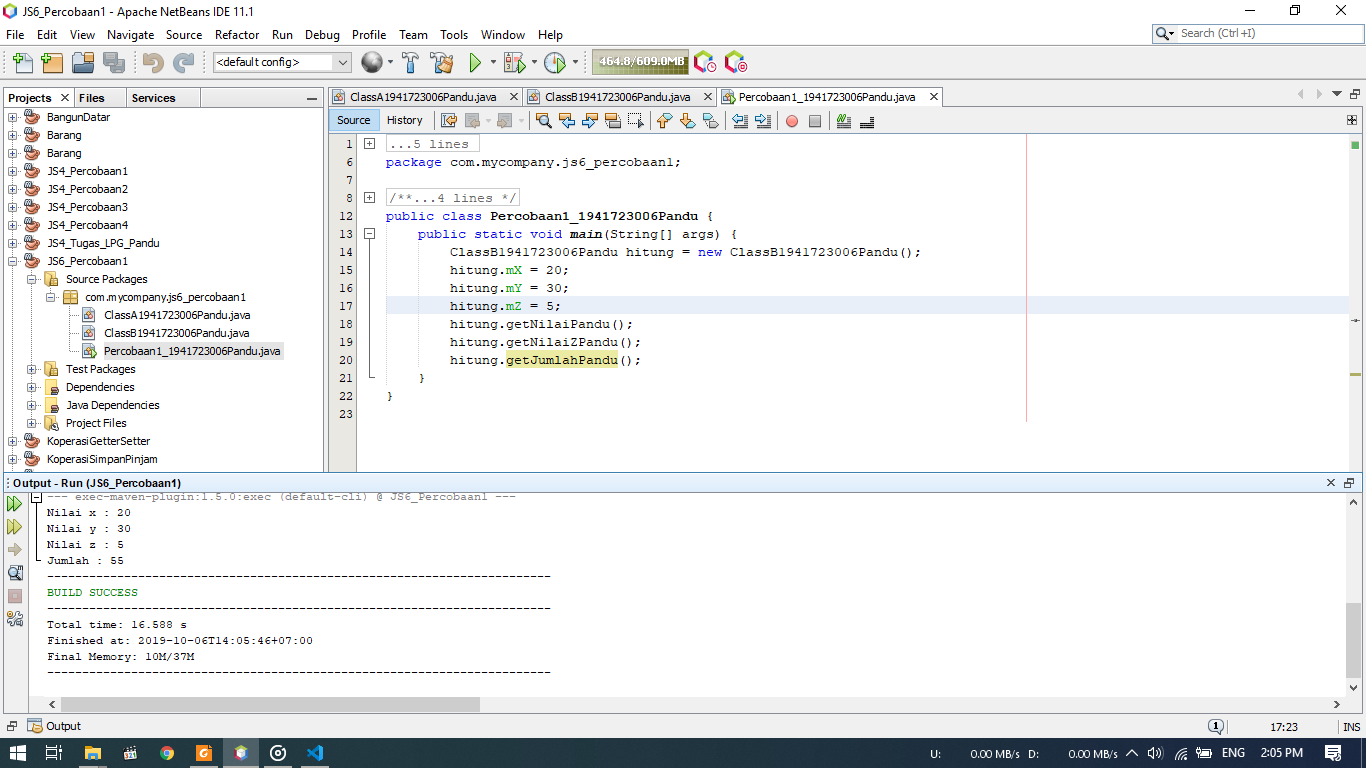 JS6_Percobaan1 - Apache NetBeans IDE 11.1
File Edit View Navigate Source Refactor Run Debug Profile Team Tools Window Help
Search (Ctrl+I)
<default config>
464.8/609.0MB
Projects Files Services
BangunDatar
Barang
Barang
JS4_Percobaan1
JS4_Percobaan2
JS4_Percobaan3
JS4_Percobaan4
JS4_Tugas_LPG_Pandu
JS6_Percobaan1
Source Packages
com.mycompany.js6_percobaan1
ClassA1941723006Pandu.java
ClassB1941723006Pandu.java
Percobaan1_1941723006Pandu.java
Test Packages
Dependencies
Java Dependencies
Project Files
KoperasiGetterSetter
KoperasiSimpanPinjam
ClassA1941723006Pandu.java ClassB1941723006Pandu.java Percobaan1_1941723006Pandu.java
Source History
1 ...5 lines
6 package com.mycompany.js6_percobaan1;
7
8 /**...4 lines */
12 public class Percobaan1_1941723006Pandu {
13 public static void main(String[] args) {
14 ClassB1941723006Pandu hitung = new ClassB1941723006Pandu();
15 hitung.mX = 20;
16 hitung.mY = 30;
17 hitung.mZ = 5;
18 hitung.getNilaiPandu();
19 hitung.getNilaiZPandu();
20 hitung.getJumlahPandu();
21 }
22 }
23
Output - Run (JS6_Percobaan1)
--- exec-maven-plugin:1.5.0:exec (default-cli) @ JS6_Percobaan1 ---
Nilai x : 20
Nilai y : 30
Nilai z : 5
Jumlah : 55
------------------------------------------------------------------------
BUILD SUCCESS
------------------------------------------------------------------------
Total time: 16.588 s
Finished at: 2019-10-06T14:05:46+07:00
Final Memory: 10M/37M
------------------------------------------------------------------------
Output
1
17:23 INS
U: 0.00 MB/s D: 0.00 MB/s ENG 2:05 PM